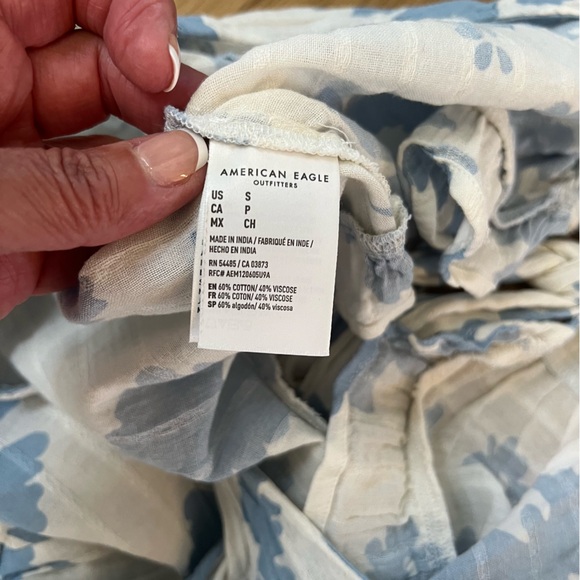 AMERICAN EAGLE
OUTFITTERS
US S
CA P
MX CH
MADE IN INDIA / FABRIQUÉ EN INDE /
HECHO EN INDIA
RN 54485 / CA 03873
RFC# AEM120605U9A
EN 60% COTTON/ 40% VISCOSE
FR 60% COTON/ 40% VISCOSE
SP 60% algodón/ 40% viscosa